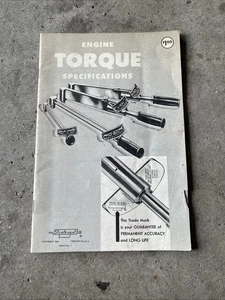 ENGINE
$1.00
TORQUE
SPECIFICATIONS
This Trade Mark
is your GUARANTEE of
PERMANENT ACCURACY
and LONG LIFE